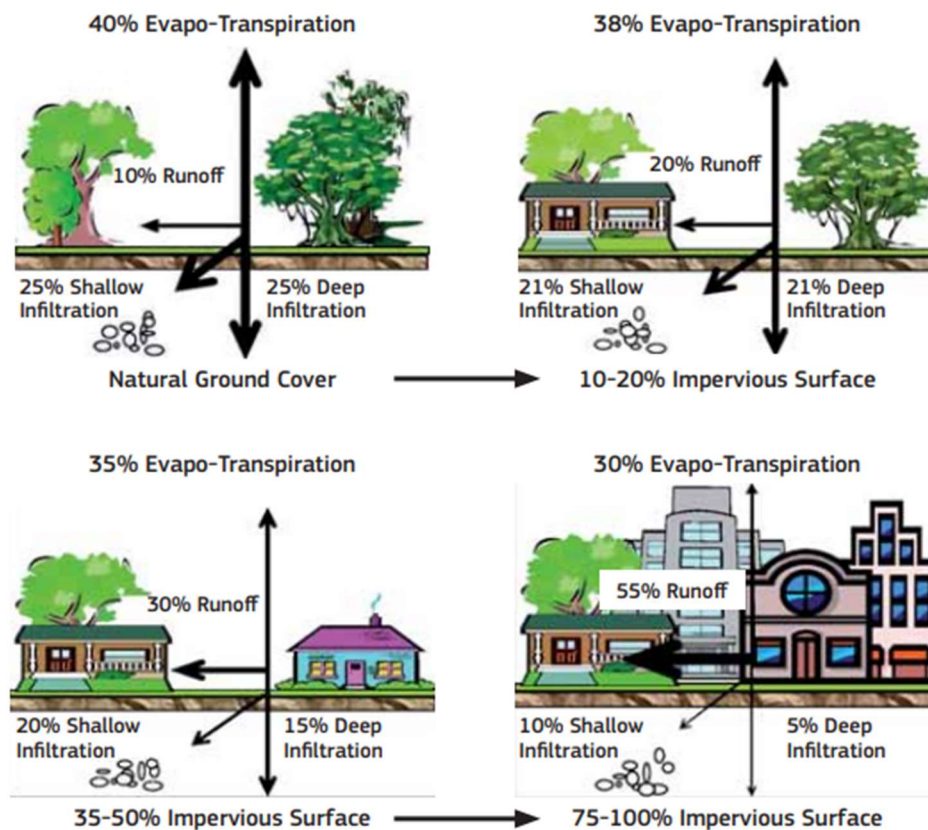 40% Evapo-Transpiration
10% Runoff
25% Shallow
Infiltration
25% Deep
Infiltration
Natural Ground Cover
38% Evapo-Transpiration
20% Runoff
21% Shallow
Infiltration
21% Deep
Infiltration
10-20% Impervious Surface
35% Evapo-Transpiration
30% Runoff
20% Shallow
Infiltration
15% Deep
Infiltration
35-50% Impervious Surface
30% Evapo-Transpiration
55% Runoff
10% Shallow
Infiltration
5% Deep
Infiltration
75-100% Impervious Surface